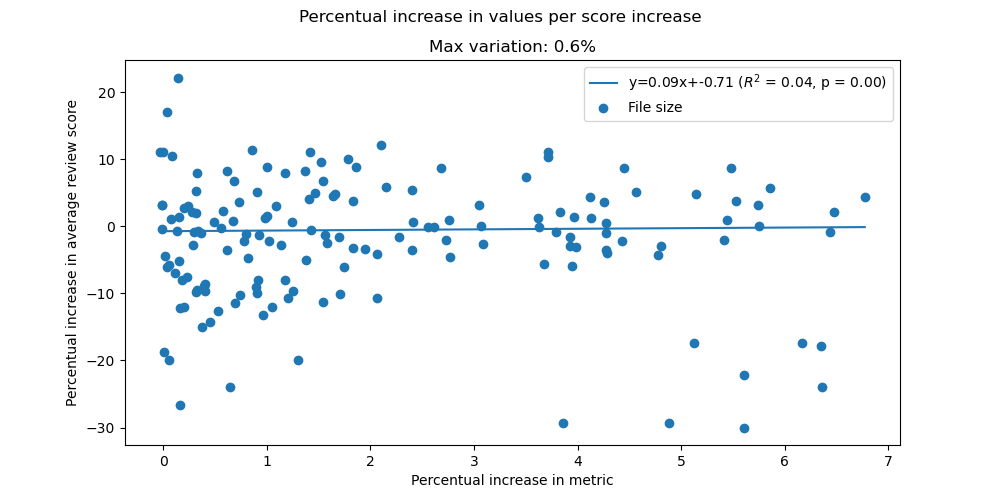 Percentual increase in values per score increase
Max variation: 0.6%
y=0.09x+-0.71 (R² = 0.04, p = 0.00)
File size
Percentual increase in average review score
20
10
0
−10
−20
−30
0 1 2 3 4 5 6 7
Percentual increase in metric